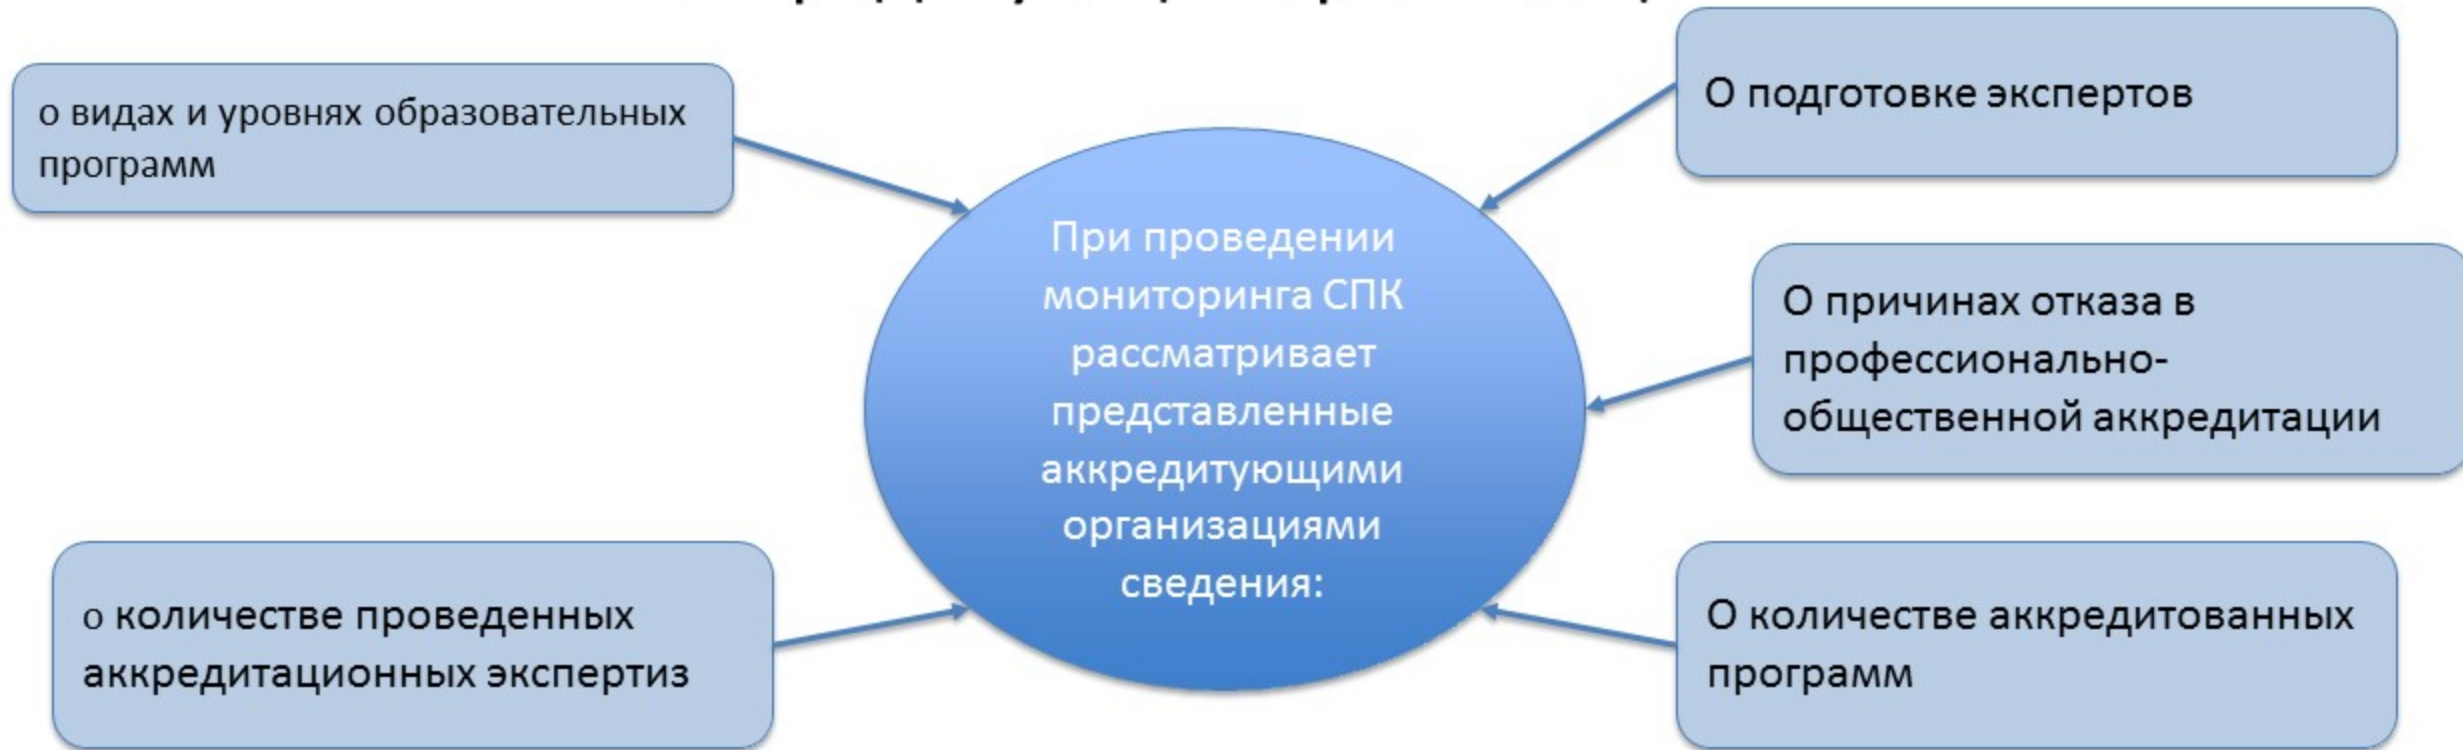 о видах и уровнях образовательных
программ
О подготовке экспертов
При проведении
мониторинга СПК
рассматривает
представленные
аккредитующими
организациями
сведения:
О причинах отказа в
профессионально-
общественной аккредитации
о количестве проведенных
аккредитационных экспертиз
О количестве аккредитованных
программ